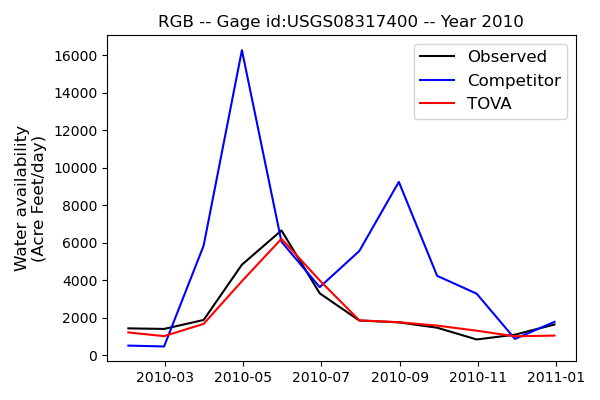 RGB -- Gage id:USGS08317400 -- Year 2010
Water availability
(Acre Feet/day)
16000
14000
12000
10000
8000
6000
4000
2000
0
Observed
Competitor
TOVA
2010-03 2010-05 2010-07 2010-09 2010-11 2011-01